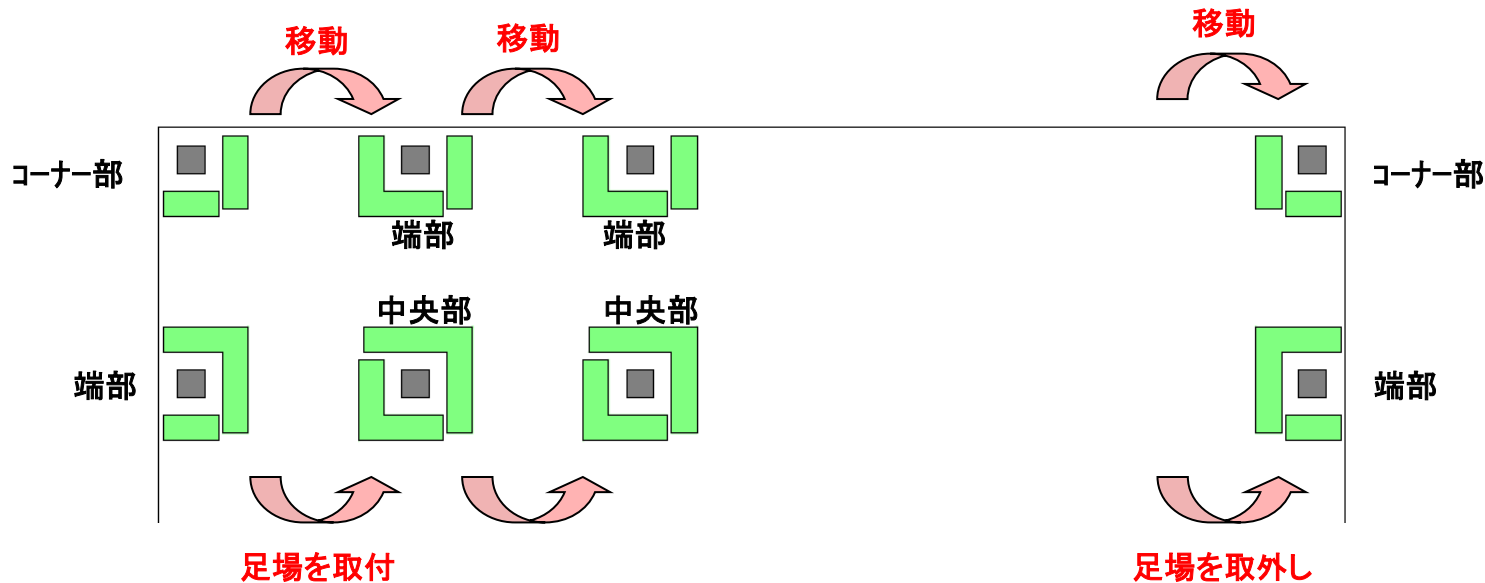 移動
移動
移動
コーナー部
コーナー部
端部
端部
中央部
中央部
端部
端部
足場を取付
足場を取外し